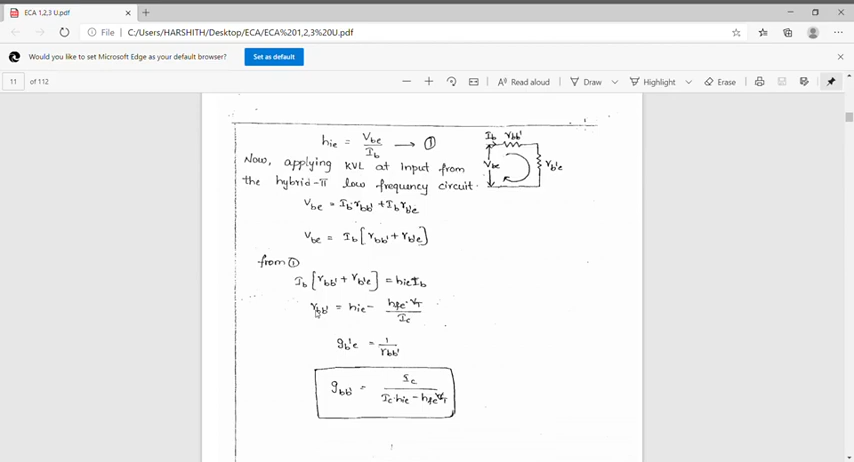 ECA 1,2,3 U.pdf
File | C:/Users/HARSHITH/Desktop/ECA/ECA%201,2,3%20U.pdf
Would you like to set Microsoft Edge as your default browser? Set as default
11 of 112 Read aloud Draw Highlight Erase
hie = Vbe / Ib → ①
Ib rbb'
Vbe rb'e
Now, applying KVL at input from
the hybrid-π low frequency circuit.
Vbe = Ib·rbb' + Ib rb'e
Vbe = Ib[rbb' + rb'e]
from ①
Ib[rbb' + rb'e] = hie Ib
rbb' = hie - hfe·VT / Ic
gb'e = 1 / rbb'
gbb' = Ic / Ic·hie - hfe VT